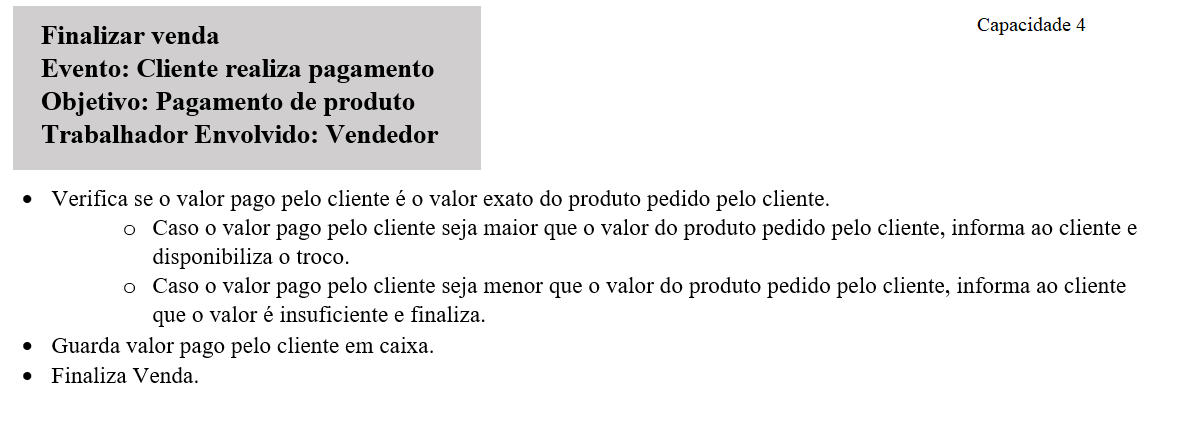 Finalizar venda
Evento: Cliente realiza pagamento
Objetivo: Pagamento de produto
Trabalhador Envolvido: Vendedor
Capacidade 4
• Verifica se o valor pago pelo cliente é o valor exato do produto pedido pelo cliente.
o Caso o valor pago pelo cliente seja maior que o valor do produto pedido pelo cliente, informa ao cliente e
disponibiliza o troco.
o Caso o valor pago pelo cliente seja menor que o valor do produto pedido pelo cliente, informa ao cliente
que o valor é insuficiente e finaliza.
• Guarda valor pago pelo cliente em caixa.
• Finaliza Venda.